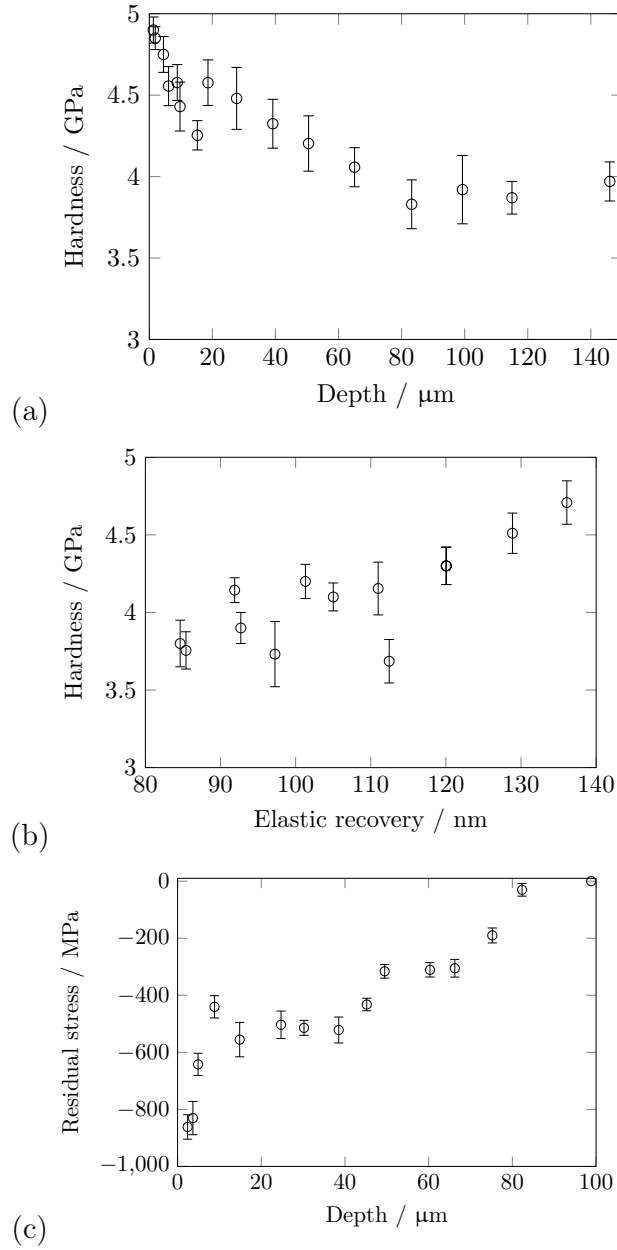 5
4.5
4
3.5
3
Hardness / GPa
0 20 40 60 80 100 120 140
Depth / μm
(a)
5
4.5
4
3.5
3
Hardness / GPa
80 90 100 110 120 130 140
Elastic recovery / nm
(b)
0
−200
−400
−600
−800
−1,000
Residual stress / MPa
0 20 40 60 80 100
Depth / μm
(c)